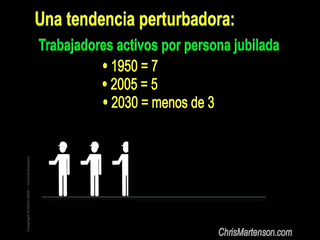 Una tendencia perturbadora:
Trabajadores activos por persona jubilada
• 1950 = 7
• 2005 = 5
• 2030 = menos de 3
ChrisMartenson.com